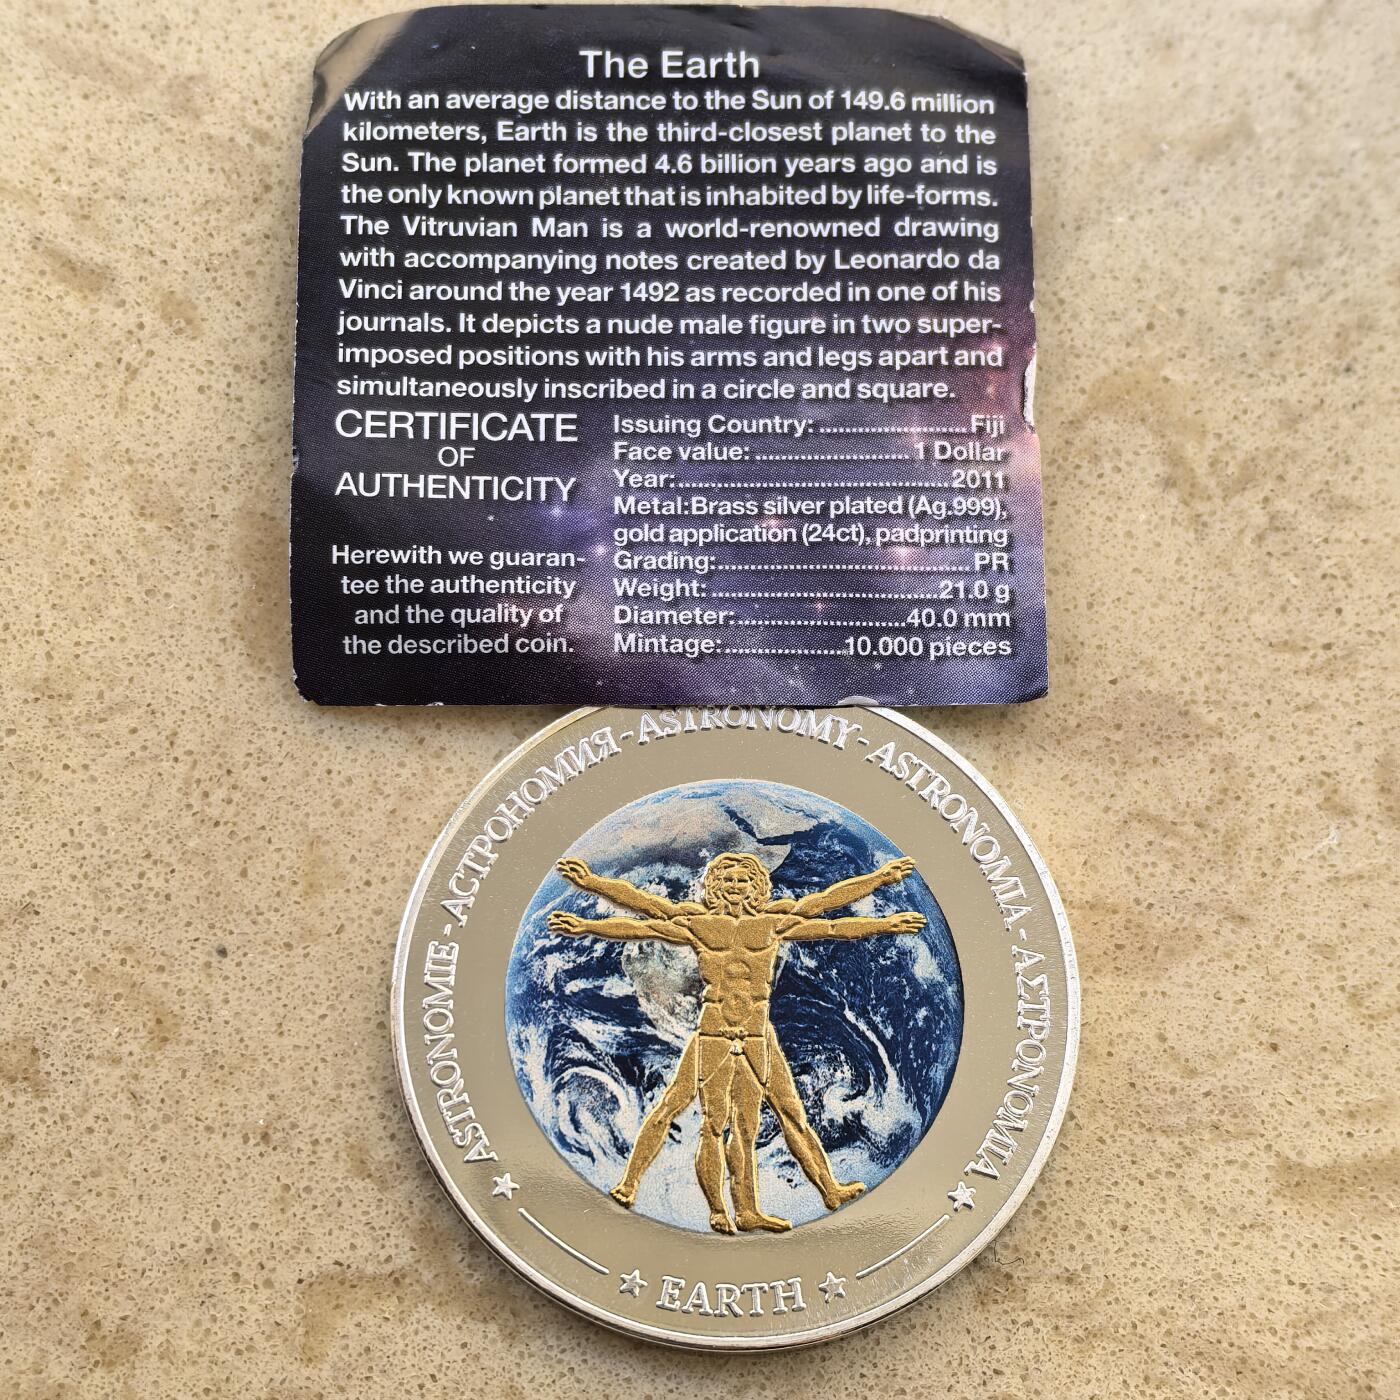 The Earth
With an average distance to the Sun of 149.6 million
kilometers, Earth is the third-closest planet to the
Sun. The planet formed 4.6 billion years ago and is
the only known planet that is inhabited by life-forms.
The Vitruvian Man is a world-renowned drawing
with accompanying notes created by Leonardo da
Vinci around the year 1492 as recorded in one of his
journals. It depicts a nude male figure in two super-
imposed positions with his arms and legs apart and
simultaneously inscribed in a circle and square.
CERTIFICATE
OF
AUTHENTICITY
Herewith we guaran-
tee the authenticity
and the quality of
the described coin.
Issuing Country: ........................Fiji
Face value: .........................1 Dollar
Year:............................................2011
Metal:Brass silver plated (Ag.999),
gold application (24ct), padprinting
Grading:.........................................PR
Weight: .....................................21.0 g
Diameter:...........................40.0 mm
Mintage:...................10.000 pieces
ASTRONOMIE - АСТРОНОМИЯ - ASTRONOMY - ASTRONOMIA - ΑΣΤΡΟΝΟΜΙΑ
EARTH